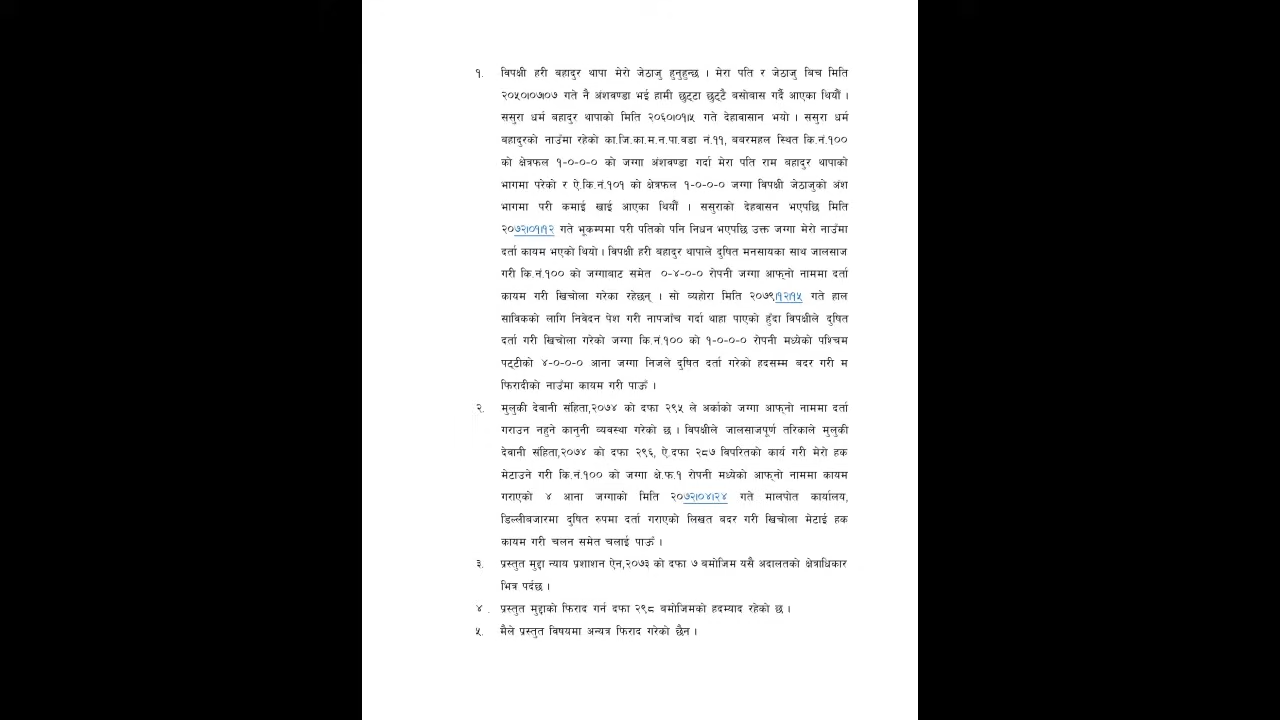 १. विपक्षी हरी बहादुर थापा मेरो जेठाजु हुनुहुन्छ । मेरा पति र जेठाजु बिच मिति
२०५०।०७।०७ गते नै अंशवण्डा भई हामी छुट्टा छुट्टै बसोबास गर्दै आएका थियौं ।
ससुरा धर्म बहादुर थापाको मिति २०६०।०१।५ गते देहावासान भयो । ससुरा धर्म
बहादुरको नाउँमा रहेको का.जि.का.म.न.पा.वडा नं.११, बबरमहल स्थित कि.नं.१००
को क्षेत्रफल १-०-०-० को जग्गा अंशवण्डा गर्दा मेरा पति राम बहादुर थापाको
भागमा परेको र ऐ.कि.नं.१०१ को क्षेत्रफल १-०-०-० जग्गा विपक्षी जेठाजुको अंश
भागमा परी कमाई खाई आएका थियौं । ससुराको देहवासन भएपछि मिति
२०७२।०१।१२ गते भूकम्पमा परी पतिको पनि निधन भएपछि उक्त जग्गा मेरो नाउँमा
दर्ता कायम भएको थियो । विपक्षी हरी बहादुर थापाले दुषित मनसायका साथ जालसाज
गरी कि.नं.१०० को जग्गाबाट समेत ०-४-०-० रोपनी जग्गा आफ्नो नाममा दर्ता
कायम गरी खिचोला गरेका रहेछन् । सो व्यहोरा मिति २०७९।१२।१५ गते हाल
साविकको लागि निवेदन पेश गरी नापजाँच गर्दा थाहा पाएको हुँदा विपक्षीले दुषित
दर्ता गरी खिचोला गरेको जग्गा कि.नं.१०० को १-०-०-० रोपनी मध्येको पश्चिम
पट्टीको ४-०-०-० आना जग्गा निजले दुषित दर्ता गरेको हदसम्म बदर गरी म
फिरादीको नाउँमा कायम गरी पाऊँ ।
२. मुलुकी देवानी संहिता,२०७४ को दफा २९५ ले अर्काको जग्गा आफ्नो नाममा दर्ता
गराउन नहुने कानुनी व्यवस्था गरेको छ । विपक्षीले जालसाजपूर्ण तरिकाले मुलुकी
देवानी संहिता,२०७४ को दफा २९६, ऐ.दफा २८७ विपरितको कार्य गरी मेरो हक
मेटाउने गरी कि.नं.१०० को जग्गा क्षे.फ.१ रोपनी मध्येको आफ्नो नाममा कायम
गराएको ४ आना जग्गाको मिति २०७२।०४।२४ गते मालपोत कार्यालय,
डिल्लीबजारमा दुषित रुपमा दर्ता गराएको लिखत बदर गरी खिचोला मेटाई हक
कायम गरी चलन समेत चलाई पाऊँ ।
३. प्रस्तुत मुद्दा न्याय प्रशाशन ऐन,२०७३ को दफा ७ बमोजिम यसै अदालतको क्षेत्राधिकार
भित्र पर्दछ ।
४ . प्रस्तुत मुद्दाको फिराद गर्न दफा २९८ बमोजिमको हदम्याद रहेको छ ।
५. मैले प्रस्तुत विषयमा अन्यत्र फिराद गरेको छैन ।